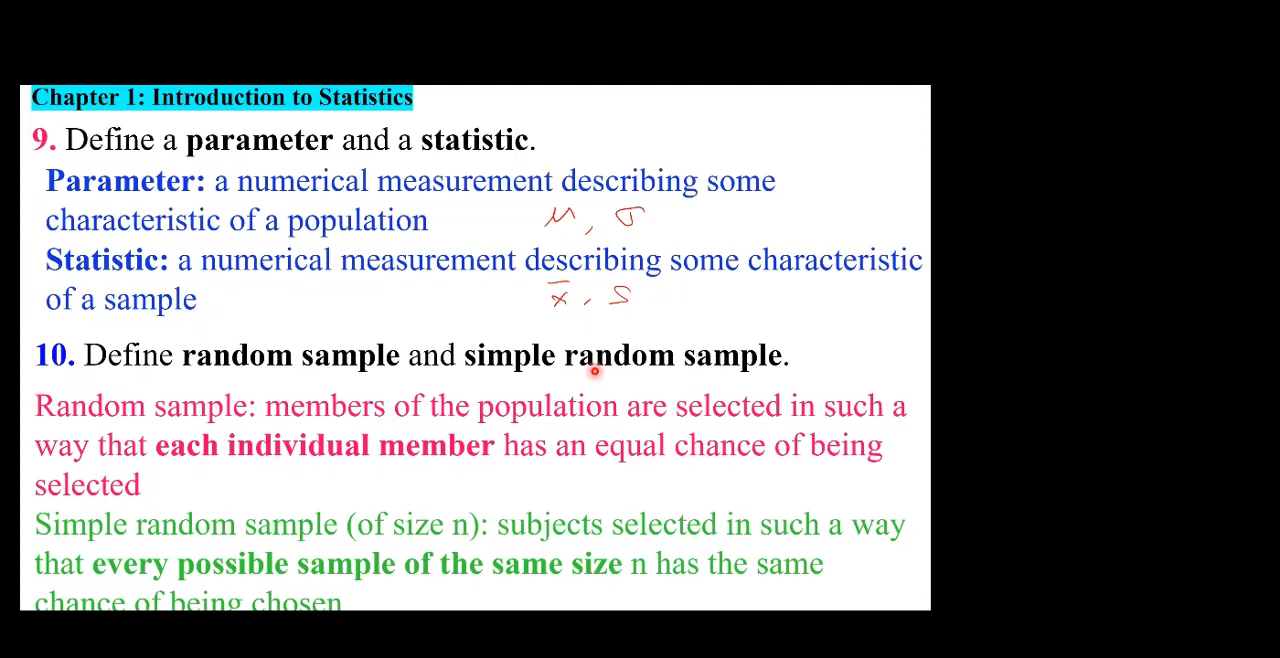 Chapter 1: Introduction to Statistics
9. Define a parameter and a statistic.
Parameter: a numerical measurement describing some
characteristic of a population
μ, σ
Statistic: a numerical measurement describing some characteristic
of a sample
x̄, s
10. Define random sample and simple random sample.
Random sample: members of the population are selected in such a
way that each individual member has an equal chance of being
selected
Simple random sample (of size n): subjects selected in such a way
that every possible sample of the same size n has the same
chance of being chosen